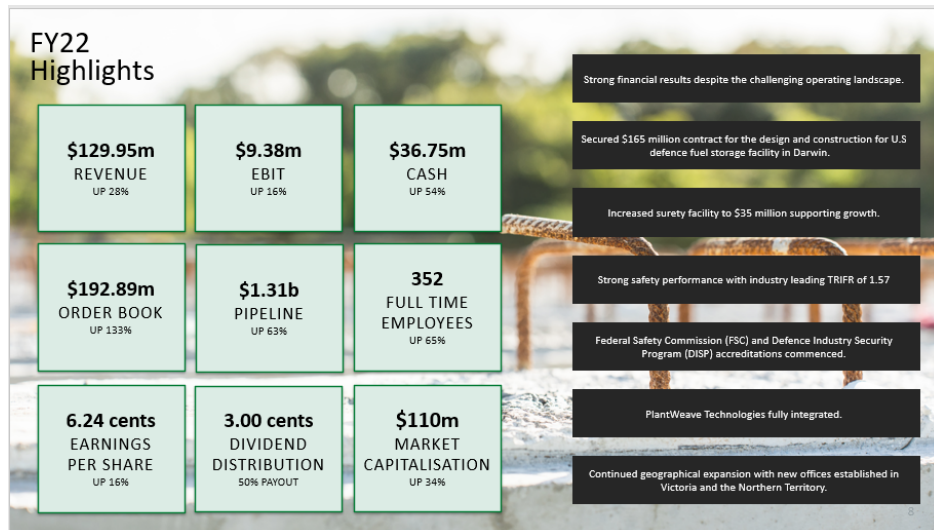 FY22
Highlights
$129.95m
REVENUE
UP 28%
$9.38m
EBIT
UP 16%
$36.75m
CASH
UP 54%
$192.89m
ORDER BOOK
UP 133%
$1.31b
PIPELINE
UP 63%
352
FULL TIME
EMPLOYEES
UP 65%
6.24 cents
EARNINGS
PER SHARE
UP 16%
3.00 cents
DIVIDEND
DISTRIBUTION
50% PAYOUT
$110m
MARKET
CAPITALISATION
UP 34%
Strong financial results despite the challenging operating landscape.
Secured $165 million contract for the design and construction for U.S
defence fuel storage facility in Darwin.
Increased surety facility to $35 million supporting growth.
Strong safety performance with industry leading TRIFR of 1.57
Federal Safety Commission (FSC) and Defence Industry Security
Program (DISP) accreditations commenced.
PlantWeave Technologies fully integrated.
Continued geographical expansion with new offices established in
Victoria and the Northern Territory.
8